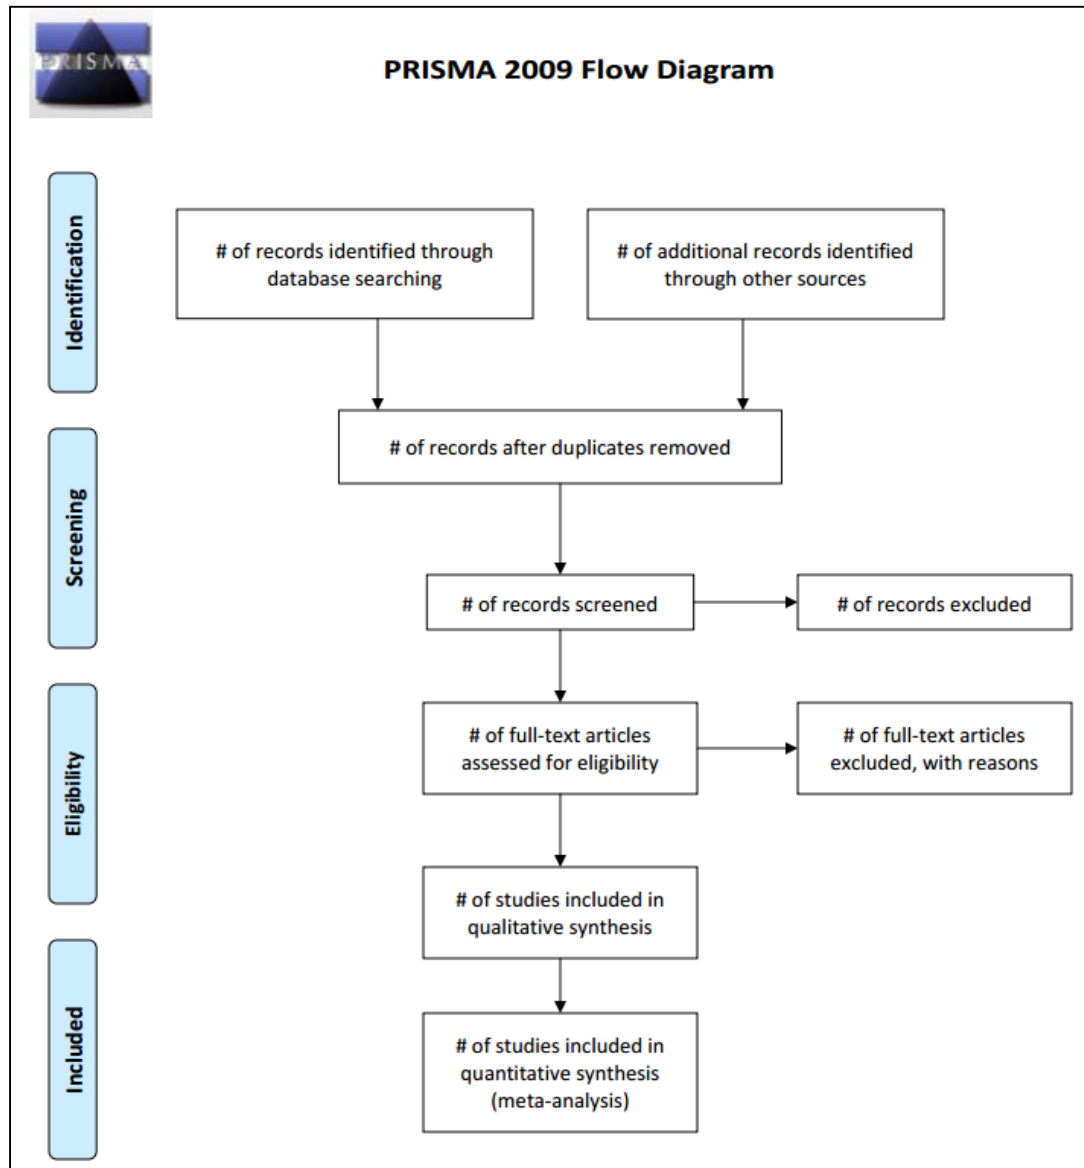 PRISMA
PRISMA 2009 Flow Diagram
Identification
# of records identified through
database searching
# of additional records identified
through other sources
# of records after duplicates removed
Screening
# of records screened
# of records excluded
Eligibility
# of full-text articles
assessed for eligibility
# of full-text articles
excluded, with reasons
# of studies included in
qualitative synthesis
Included
# of studies included in
quantitative synthesis
(meta-analysis)